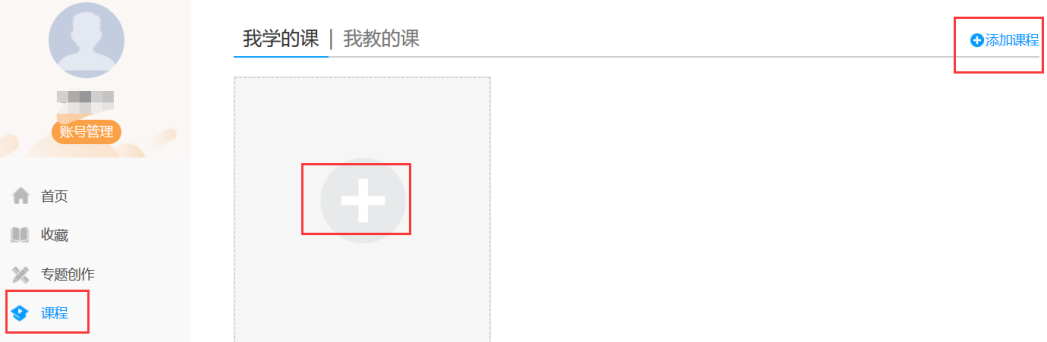 我学的课 | 我教的课
添加课程
账号管理
首页
收藏
专题创作
课程